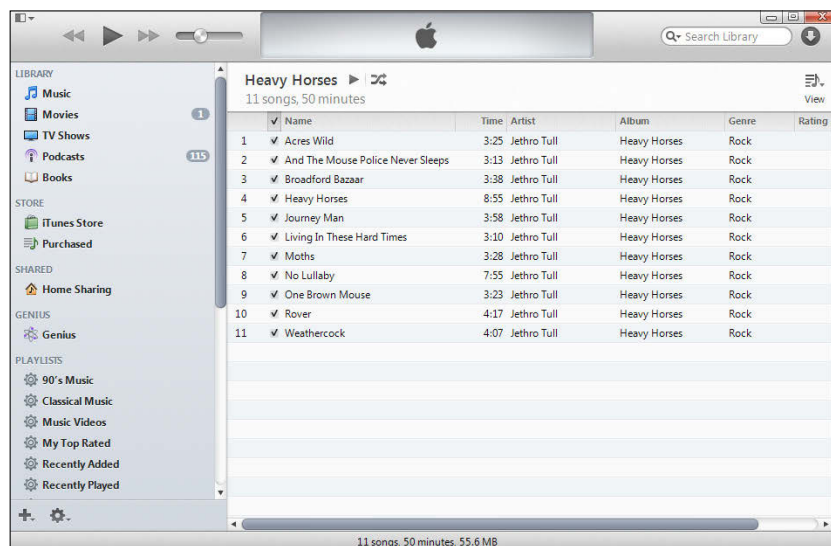 Search Library
LIBRARY
Music
Movies 1
TV Shows
Podcasts 115
Books
STORE
iTunes Store
Purchased
SHARED
Home Sharing
GENIUS
Genius
PLAYLISTS
90's Music
Classical Music
Music Videos
My Top Rated
Recently Added
Recently Played
Heavy Horses
11 songs, 50 minutes
View
Name Time Artist Album Genre Rating
1 Acres Wild 3:25 Jethro Tull Heavy Horses Rock
2 And The Mouse Police Never Sleeps 3:13 Jethro Tull Heavy Horses Rock
3 Broadford Bazaar 3:38 Jethro Tull Heavy Horses Rock
4 Heavy Horses 8:55 Jethro Tull Heavy Horses Rock
5 Journey Man 3:58 Jethro Tull Heavy Horses Rock
6 Living In These Hard Times 3:10 Jethro Tull Heavy Horses Rock
7 Moths 3:28 Jethro Tull Heavy Horses Rock
8 No Lullaby 7:55 Jethro Tull Heavy Horses Rock
9 One Brown Mouse 3:23 Jethro Tull Heavy Horses Rock
10 Rover 4:17 Jethro Tull Heavy Horses Rock
11 Weathercock 4:07 Jethro Tull Heavy Horses Rock
11 songs, 50 minutes, 55.6 MB